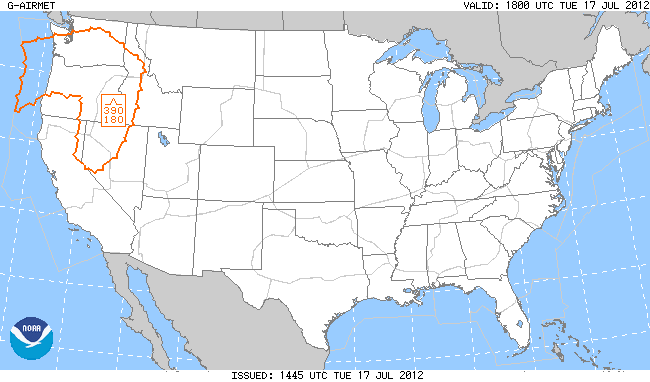 G-AIRMET
VALID: 1800 UTC TUE 17 JUL 2012
390
180
NOAA
ISSUED: 1445 UTC TUE 17 JUL 2012